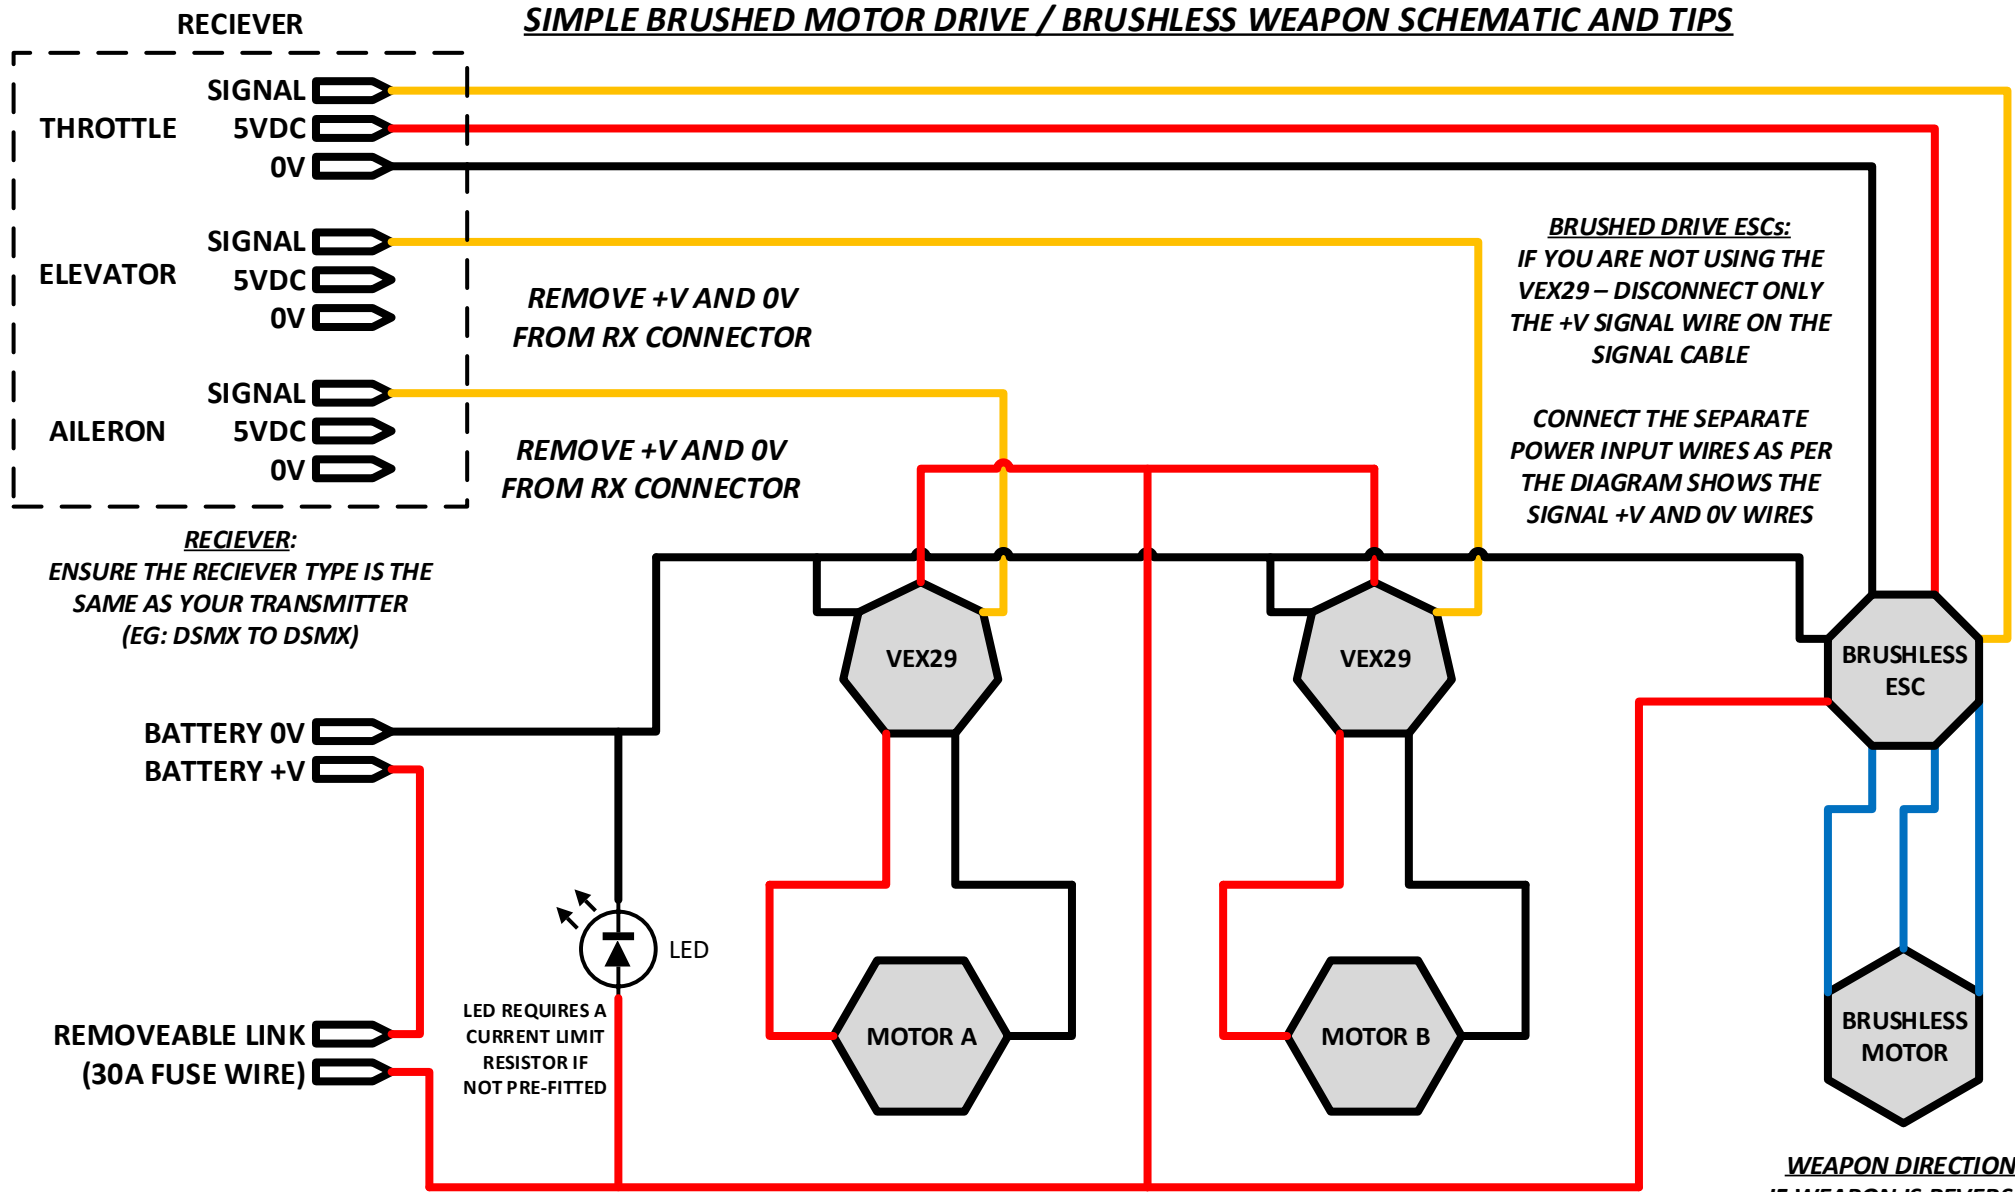 SIMPLE BRUSHED MOTOR DRIVE / BRUSHLESS WEAPON SCHEMATIC AND TIPS
RECIEVER
THROTTLE
SIGNAL
5VDC
0V
ELEVATOR
SIGNAL
5VDC
0V
AILERON
SIGNAL
5VDC
0V
REMOVE +V AND 0V
FROM RX CONNECTOR
REMOVE +V AND 0V
FROM RX CONNECTOR
BRUSHED DRIVE ESCs:
IF YOU ARE NOT USING THE
VEX29 – DISCONNECT ONLY
THE +V SIGNAL WIRE ON THE
SIGNAL CABLE
CONNECT THE SEPARATE
POWER INPUT WIRES AS PER
THE DIAGRAM SHOWS THE
SIGNAL +V AND 0V WIRES
RECIEVER:
ENSURE THE RECIEVER TYPE IS THE
SAME AS YOUR TRANSMITTER
(EG: DSMX TO DSMX)
VEX29
VEX29
BRUSHLESS
ESC
BATTERY 0V
BATTERY +V
LED
LED REQUIRES A
CURRENT LIMIT
RESISTOR IF
NOT PRE-FITTED
REMOVEABLE LINK
(30A FUSE WIRE)
MOTOR A
MOTOR B
BRUSHLESS
MOTOR
WEAPON DIRECTION
IF WEAPON IS